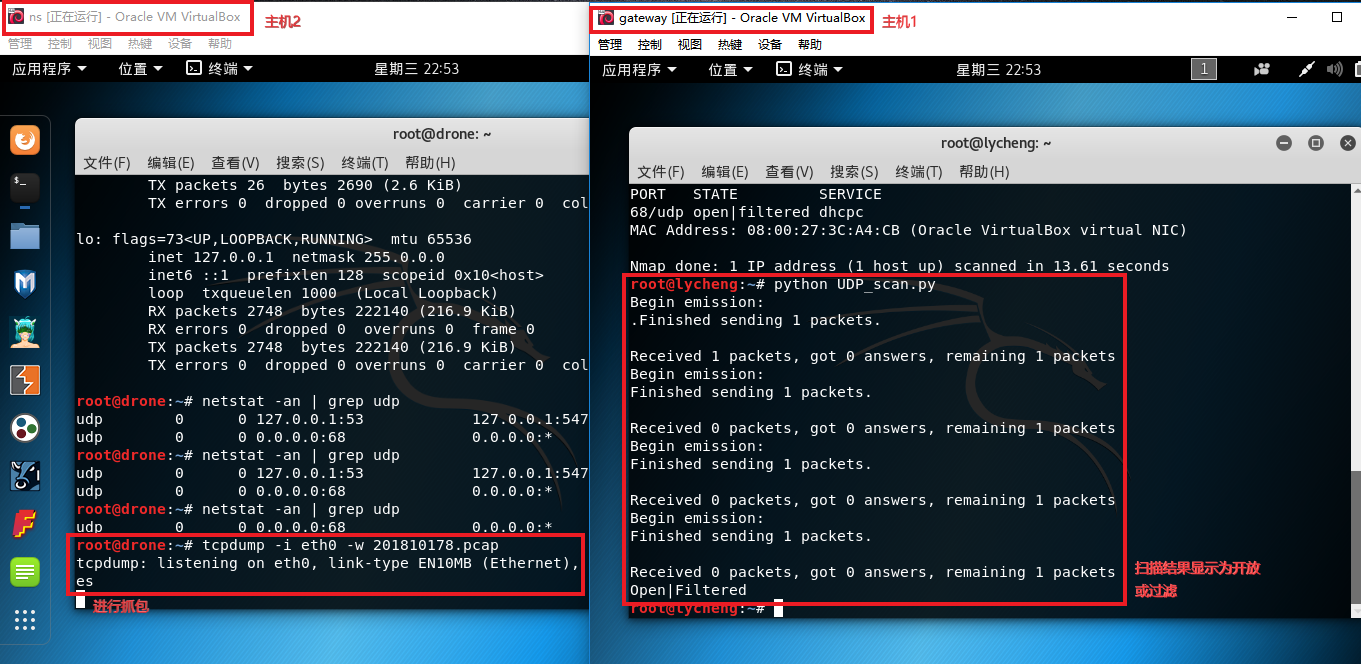 ns [正在运行] - Oracle VM VirtualBox
主机2
管理 控制 视图 热键 设备 帮助
应用程序 位置 终端 星期三 22:53
root@drone: ~
文件(F) 编辑(E) 查看(V) 搜索(S) 终端(T) 帮助(H)
TX packets 26 bytes 2690 (2.6 KiB)
TX errors 0 dropped 0 overruns 0 carrier 0 col
lo: flags=73<UP,LOOPBACK,RUNNING> mtu 65536
inet 127.0.0.1 netmask 255.0.0.0
inet6 ::1 prefixlen 128 scopeid 0x10<host>
loop txqueuelen 1000 (Local Loopback)
RX packets 2748 bytes 222140 (216.9 KiB)
RX errors 0 dropped 0 overruns 0 frame 0
TX packets 2748 bytes 222140 (216.9 KiB)
TX errors 0 dropped 0 overruns 0 carrier 0 col
root@drone:~# netstat -an | grep udp
udp 0 0 127.0.0.1:53 127.0.0.1:547
udp 0 0 0.0.0.0:68 0.0.0.0:*
root@drone:~# netstat -an | grep udp
udp 0 0 127.0.0.1:53 127.0.0.1:547
udp 0 0 0.0.0.0:68 0.0.0.0:*
root@drone:~# netstat -an | grep udp
udp 0 0 0.0.0.0:68 0.0.0.0:*
root@drone:~# tcpdump -i eth0 -w 201810178.pcap
tcpdump: listening on eth0, link-type EN10MB (Ethernet),
es
进行抓包
gateway [正在运行] - Oracle VM VirtualBox
主机1
管理 控制 视图 热键 设备 帮助
应用程序 位置 终端 星期三 22:53 1
root@lycheng: ~
文件(F) 编辑(E) 查看(V) 搜索(S) 终端(T) 帮助(H)
PORT STATE SERVICE
68/udp open|filtered dhcpc
MAC Address: 08:00:27:3C:A4:CB (Oracle VirtualBox virtual NIC)
Nmap done: 1 IP address (1 host up) scanned in 13.61 seconds
root@lycheng:~# python UDP_scan.py
Begin emission:
.Finished sending 1 packets.
Received 1 packets, got 0 answers, remaining 1 packets
Begin emission:
Finished sending 1 packets.
Received 0 packets, got 0 answers, remaining 1 packets
Begin emission:
Finished sending 1 packets.
Received 0 packets, got 0 answers, remaining 1 packets
Begin emission:
Finished sending 1 packets.
Received 0 packets, got 0 answers, remaining 1 packets
Open|Filtered
root@lycheng:~#
扫描结果显示为开放
或过滤